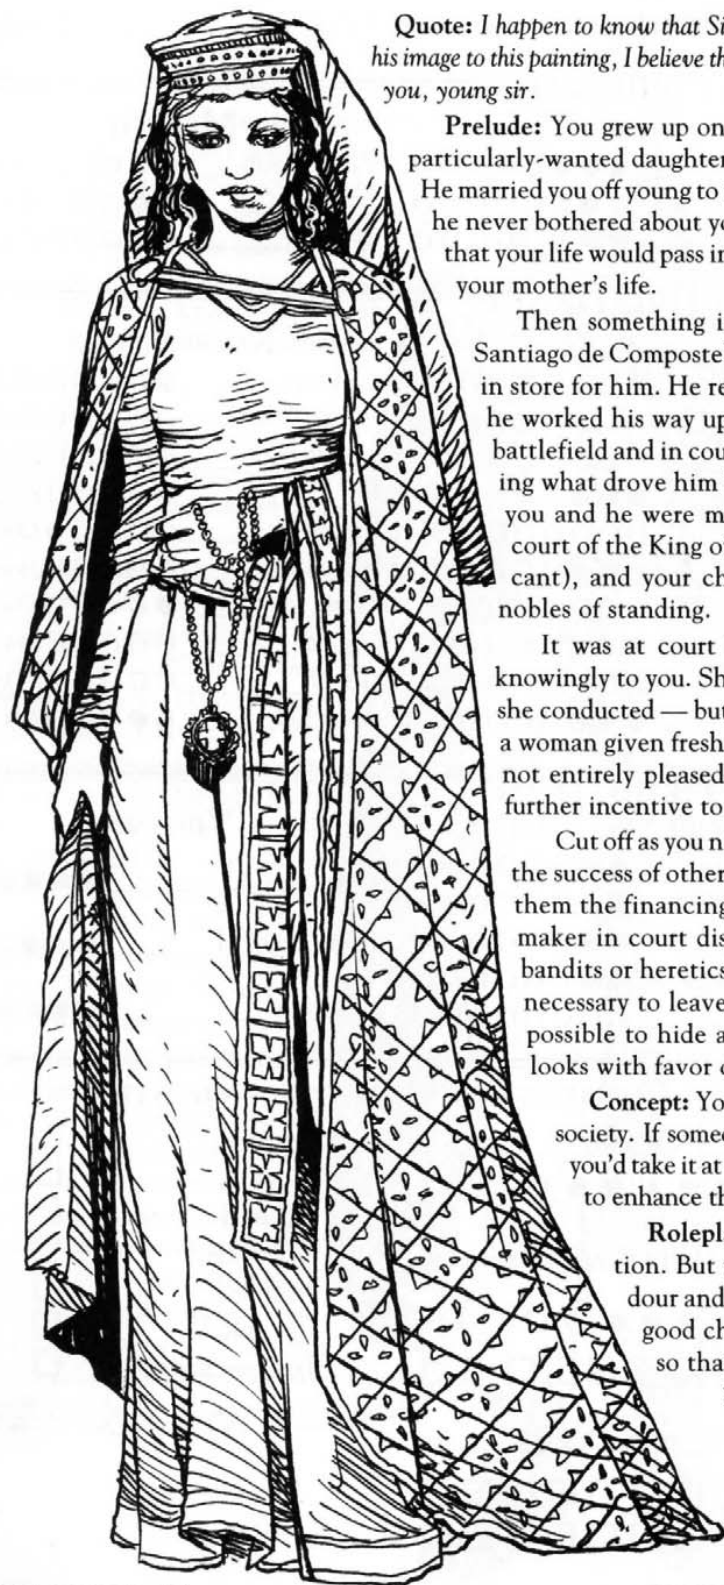 Quote: I happen to know that Si
his image to this painting, I believe th
you, young sir.
Prelude: You grew up on
particularly-wanted daughter
He married you off young to
he never bothered about yo
that your life would pass in
your mother's life.
Then something i
Santiago de Composte
in store for him. He re
he worked his way up
battlefield and in cou
ing what drove him
you and he were m
court of the King of
cant), and your ch
nobles of standing.
It was at court
knowingly to you. Sh
she conducted — but
a woman given fresh
not entirely pleased
further incentive to
Cut off as you n
the success of other
them the financing
maker in court dis
bandits or heretics
necessary to leave
possible to hide a
looks with favor o
Concept: Yo
society. If some
you'd take it at
to enhance th
Rolepla
tion. But
dour and
good ch
so tha